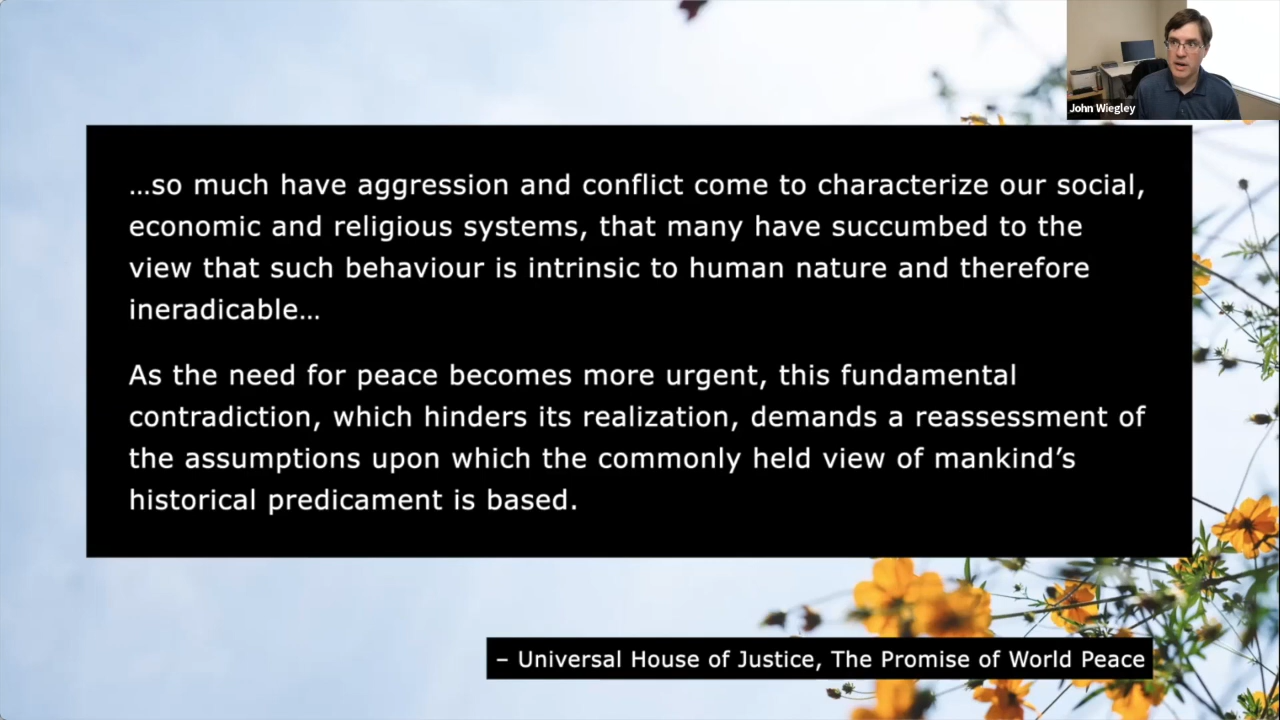 John Wiegley
…so much have aggression and conflict come to characterize our social,
economic and religious systems, that many have succumbed to the
view that such behaviour is intrinsic to human nature and therefore
ineradicable…
As the need for peace becomes more urgent, this fundamental
contradiction, which hinders its realization, demands a reassessment of
the assumptions upon which the commonly held view of mankind’s
historical predicament is based.
– Universal House of Justice, The Promise of World Peace